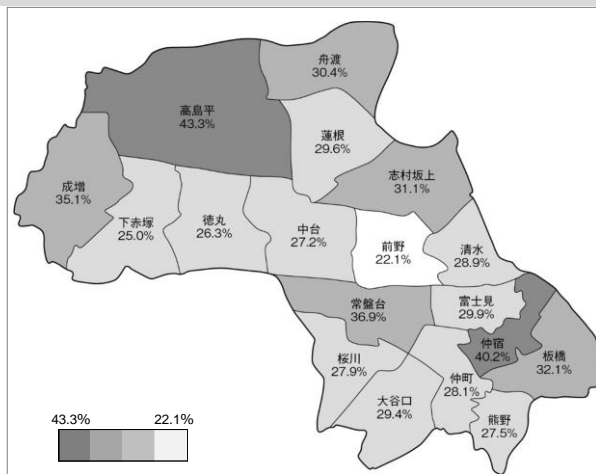 舟渡
30.4%
高島平
43.3%
蓮根
29.6%
志村坂上
31.1%
成増
35.1%
下赤塚
25.0%
徳丸
26.3%
中台
27.2%
前野
22.1%
清水
28.9%
常盤台
36.9%
富士見
29.9%
仲宿
40.2%
板橋
32.1%
桜川
27.9%
仲町
28.1%
大谷口
29.4%
熊野
27.5%
43.3% 22.1%